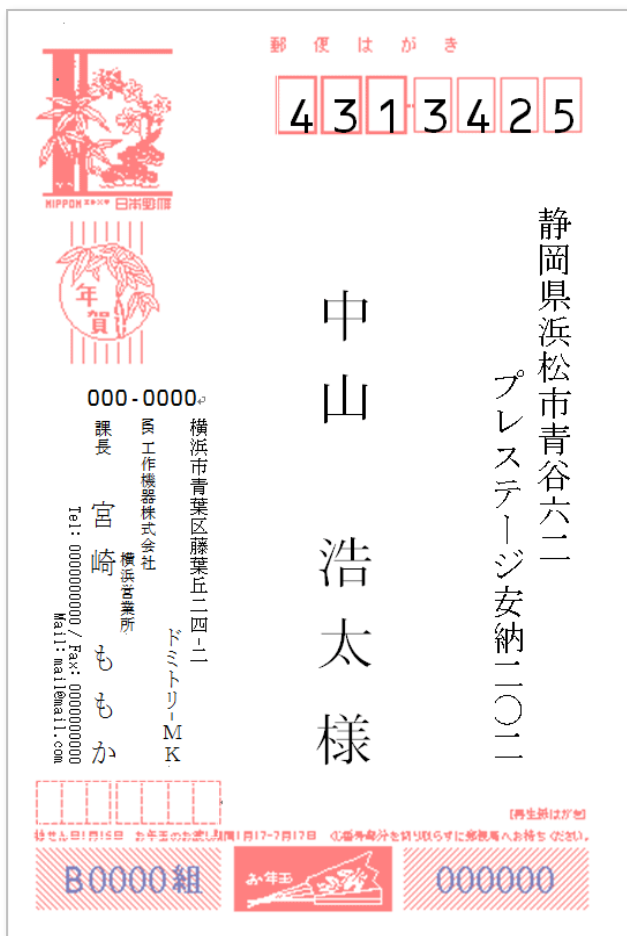 郵便はがき
4313425
静岡県浜松市青谷六二
プレステージ安納二〇二
中山 浩太 様
NIPPON
日本郵便
年賀
000-0000
横浜市青葉区藤葉丘二四-二
ドミトリ-MK
工作機器株式会社
横浜営業所
課長 宮崎 ももか
Tel: 0000000000 / Fax: 0000000000
Mail: mail@mail.com
[再生紙はがき]
お年玉
B0000組
000000